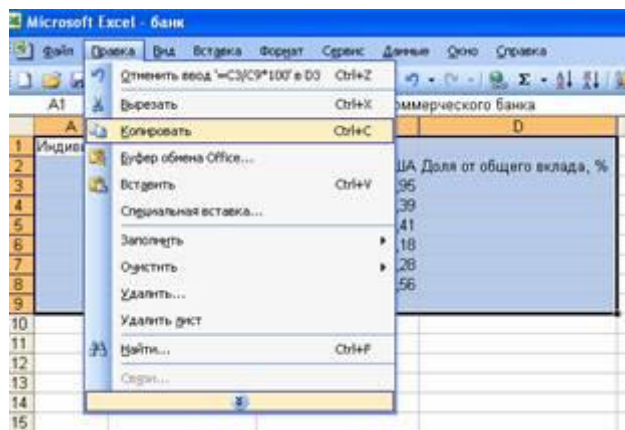 Microsoft Excel - банк
Файл Правка Вид Вставка Формат Сервис Данные Окно Справка
Отменить ввод '=C3/C9*100' в D3 Ctrl+Z
A1
Вырезать Ctrl+X
оммерческого банка
A
Копировать Ctrl+C
D
1 Индиви
Буфер обмена Office...
2 ША Доля от общего вклада, %
3 Вставить Ctrl+V ,95
4 Специальная вставка... ,39
5 ,41
6 Заполнить ,18
7 Очистить ,28
8 Удалить... ,56
9
Удалить лист
10
11 Найти... Ctrl+F
12
13 Связи...
14
15